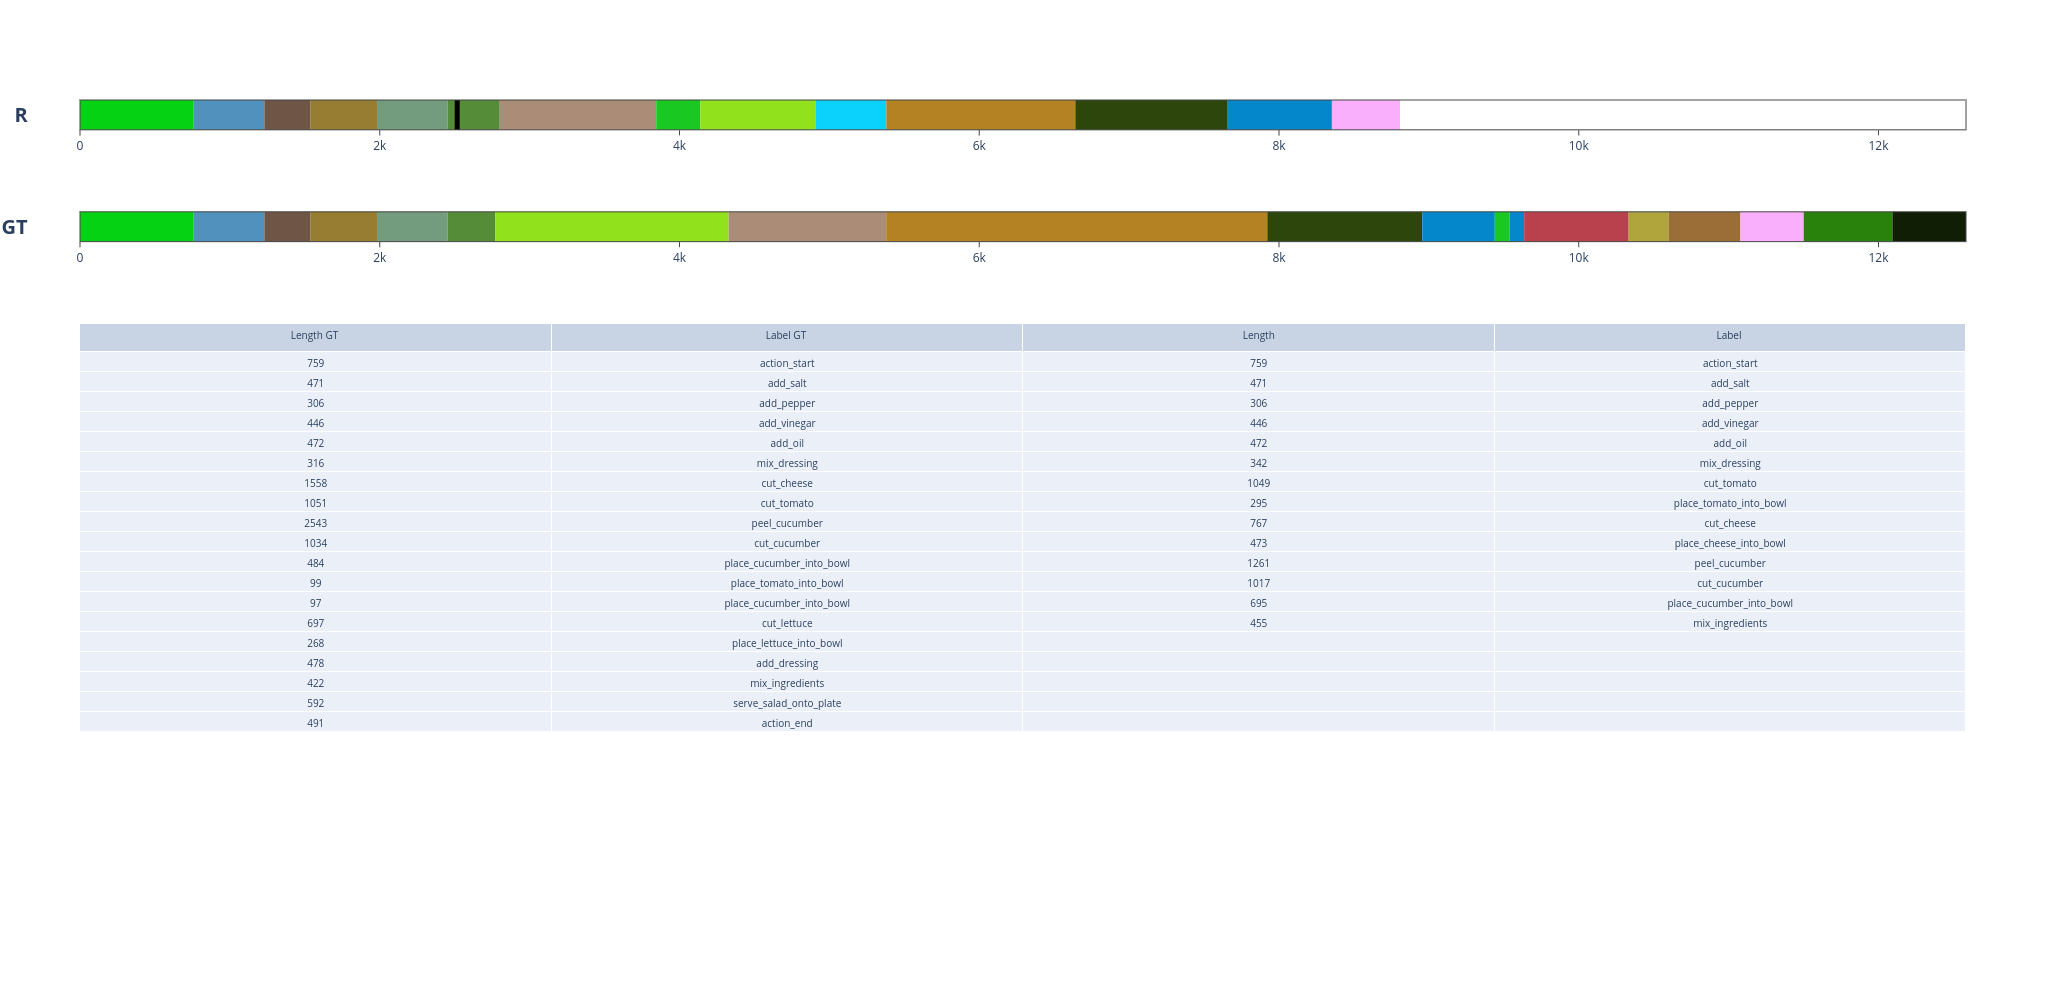 R
0 2k 4k 6k 8k 10k 12k
GT
0 2k 4k 6k 8k 10k 12k
Length GT Label GT Length Label
759 action_start 759 action_start
471 add_salt 471 add_salt
306 add_pepper 306 add_pepper
446 add_vinegar 446 add_vinegar
472 add_oil 472 add_oil
316 mix_dressing 342 mix_dressing
1558 cut_cheese 1049 cut_tomato
1051 cut_tomato 295 place_tomato_into_bowl
2543 peel_cucumber 767 cut_cheese
1034 cut_cucumber 473 place_cheese_into_bowl
484 place_cucumber_into_bowl 1261 peel_cucumber
99 place_tomato_into_bowl 1017 cut_cucumber
97 place_cucumber_into_bowl 695 place_cucumber_into_bowl
697 cut_lettuce 455 mix_ingredients
268 place_lettuce_into_bowl
478 add_dressing
422 mix_ingredients
592 serve_salad_onto_plate
491 action_end